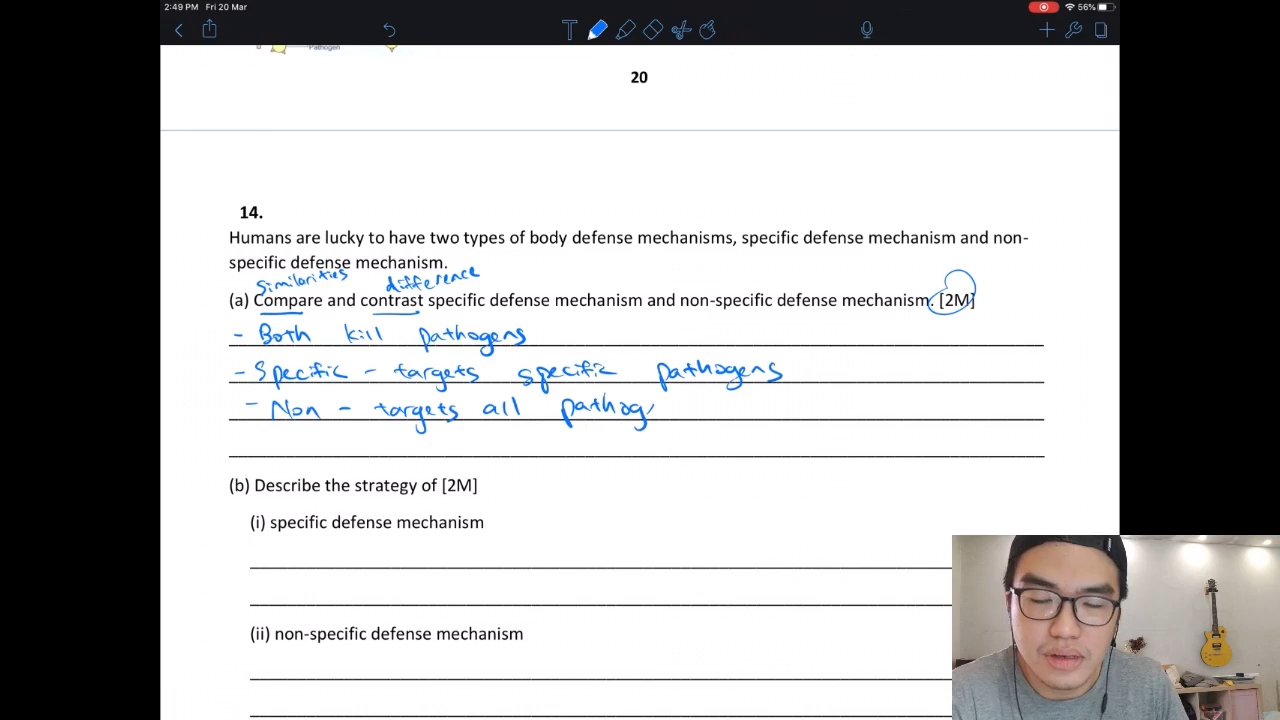 2:49 PM Fri 20 Mar
56%
Pathogen
20
14.
Humans are lucky to have two types of body defense mechanisms, specific defense mechanism and non-
specific defense mechanism.
similarities difference
(a) Compare and contrast specific defense mechanism and non-specific defense mechanism. [2M]
- Both kill pathogens
- Specific - targets specific pathogens
- Non - targets all pathog
(b) Describe the strategy of [2M]
(i) specific defense mechanism
(ii) non-specific defense mechanism